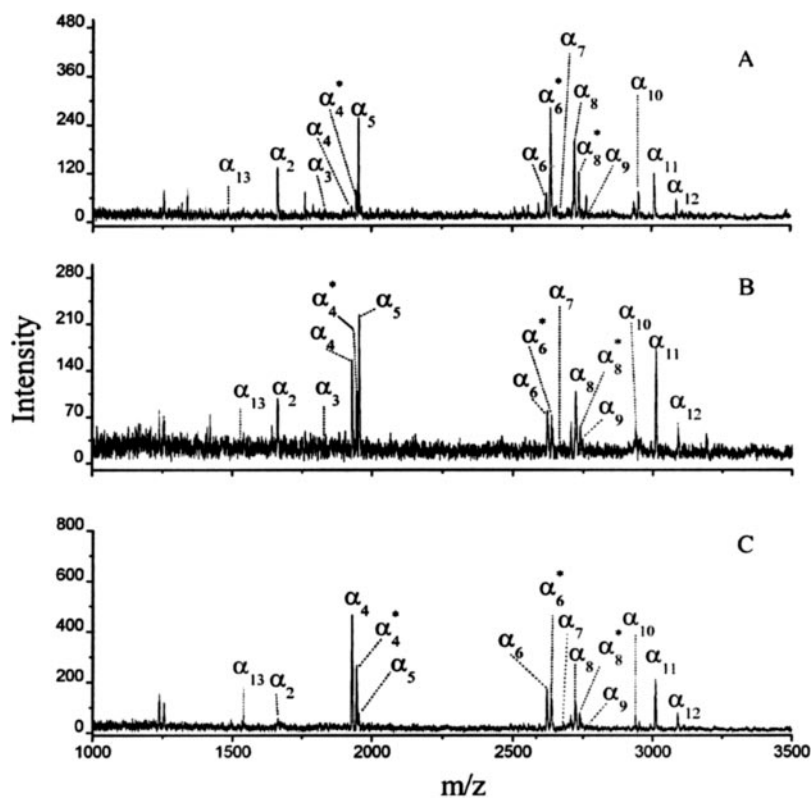 A
480
360
240
120
0
α13
α2
α3
α4
α4*
α5
α6
α6*
α7
α8
α8*
α9
α10
α11
α12
B
280
210
140
70
0
α13
α2
α3
α4
α4*
α5
α6
α6*
α7
α8
α8*
α9
α10
α11
α12
Intensity
C
800
600
400
200
0
α13
α2
α4
α4*
α5
α6
α6*
α7
α8
α8*
α9
α10
α11
α12
1000 1500 2000 2500 3000 3500
m/z